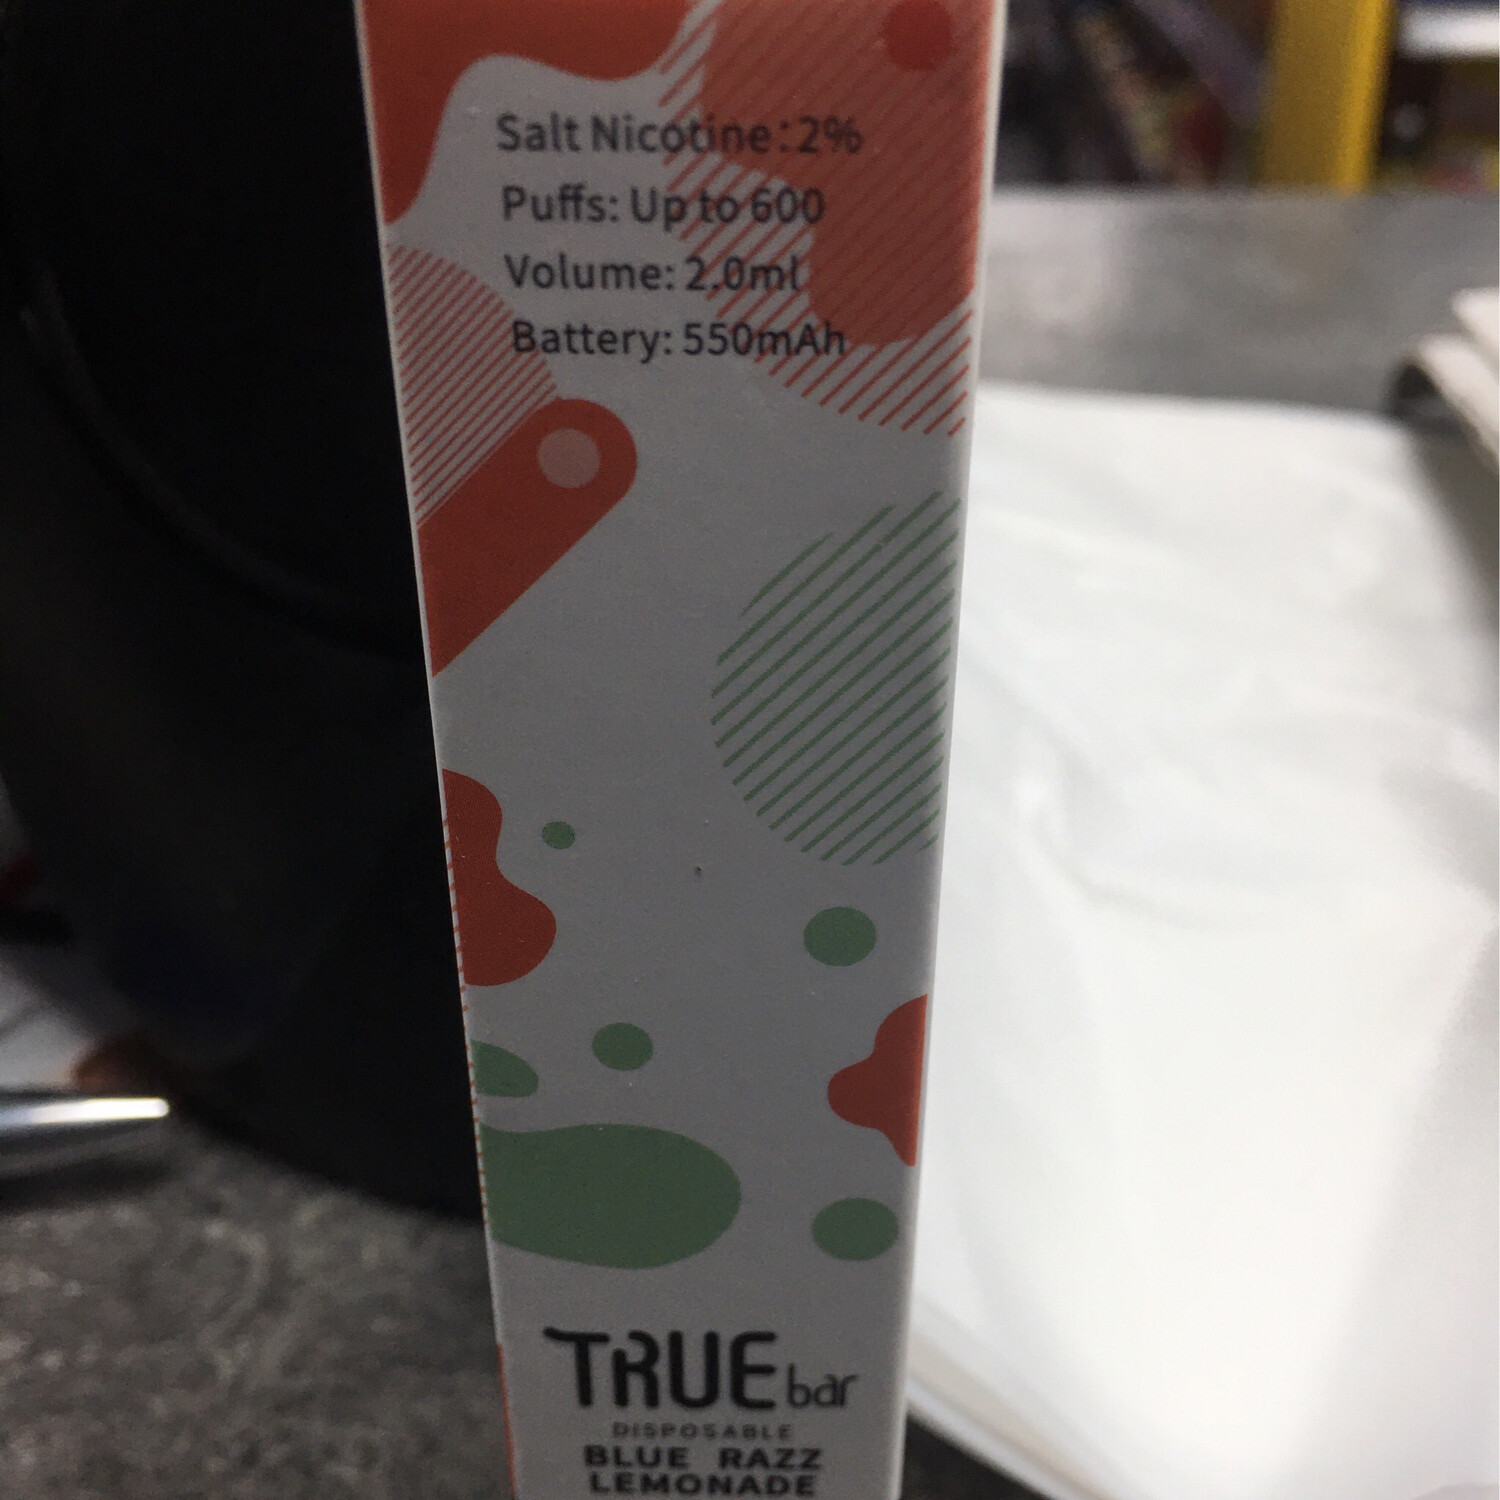 Salt Nicotine:2%
Puffs: Up to 600
Volume: 2.0ml
Battery: 550mAh
TRUE bar
DISPOSABLE
BLUE RAZZ
LEMONADE